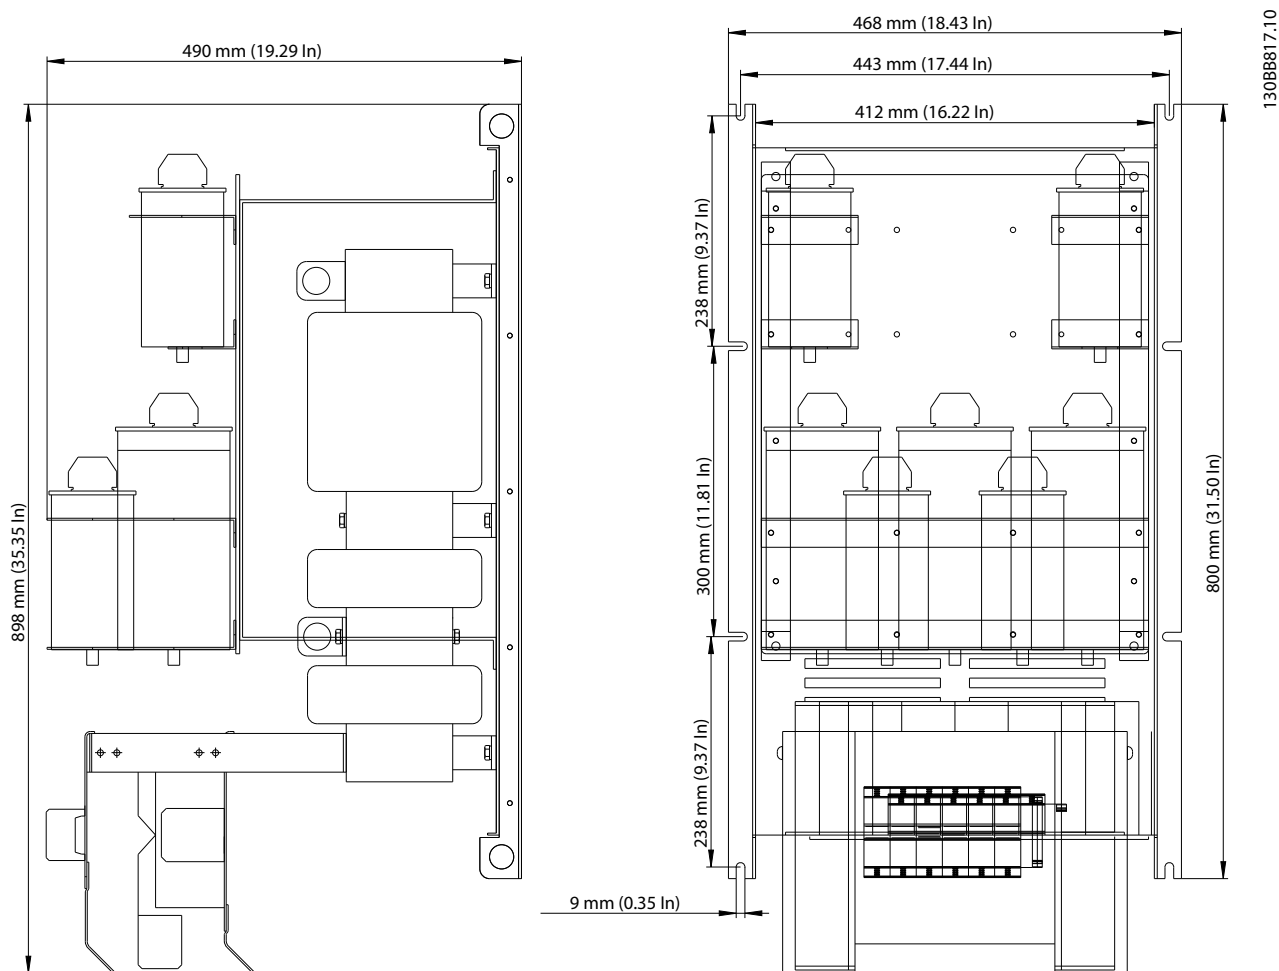 490 mm (19.29 In)
898 mm (35.35 In)
468 mm (18.43 In)
443 mm (17.44 In)
412 mm (16.22 In)
238 mm (9.37 In)
300 mm (11.81 In)
238 mm (9.37 In)
800 mm (31.50 In)
9 mm (0.35 In)
130BB817.10